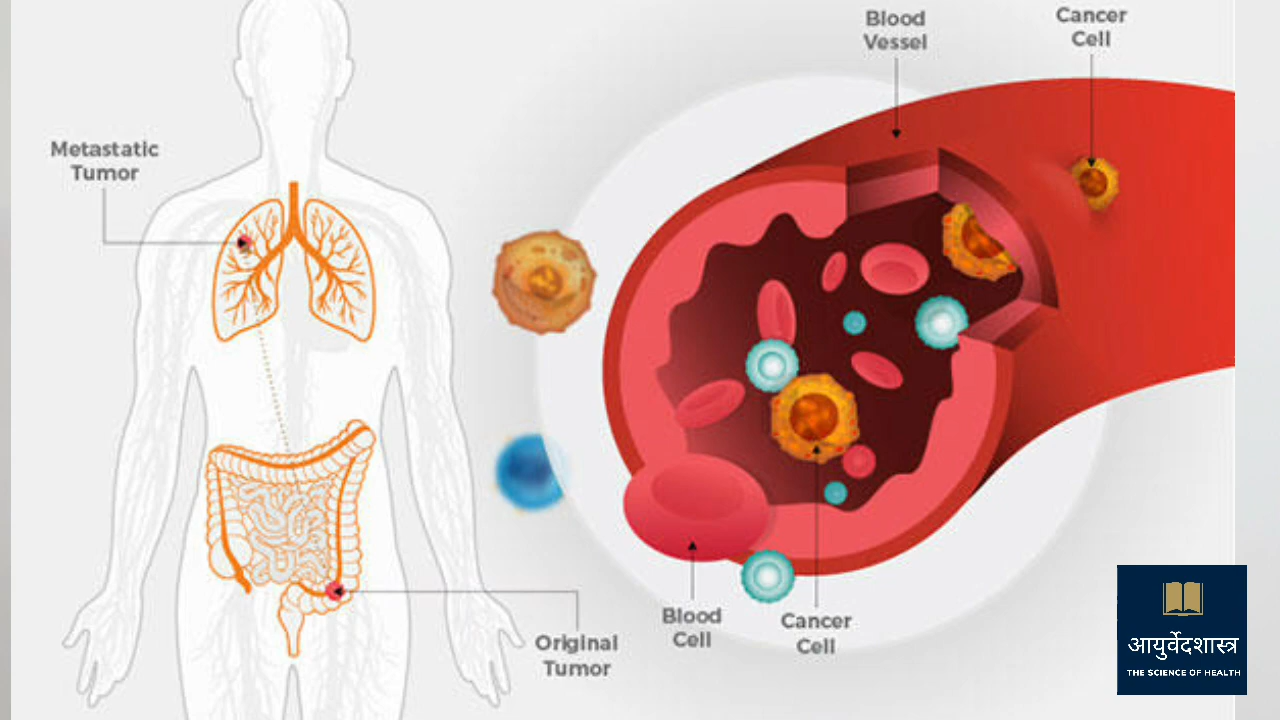 Blood
Vessel
Cancer
Cell
Metastatic
Tumor
Original
Tumor
Blood
Cell
Cancer
Cell
आयुर्वेदशास्त्र
THE SCIENCE OF HEALTH